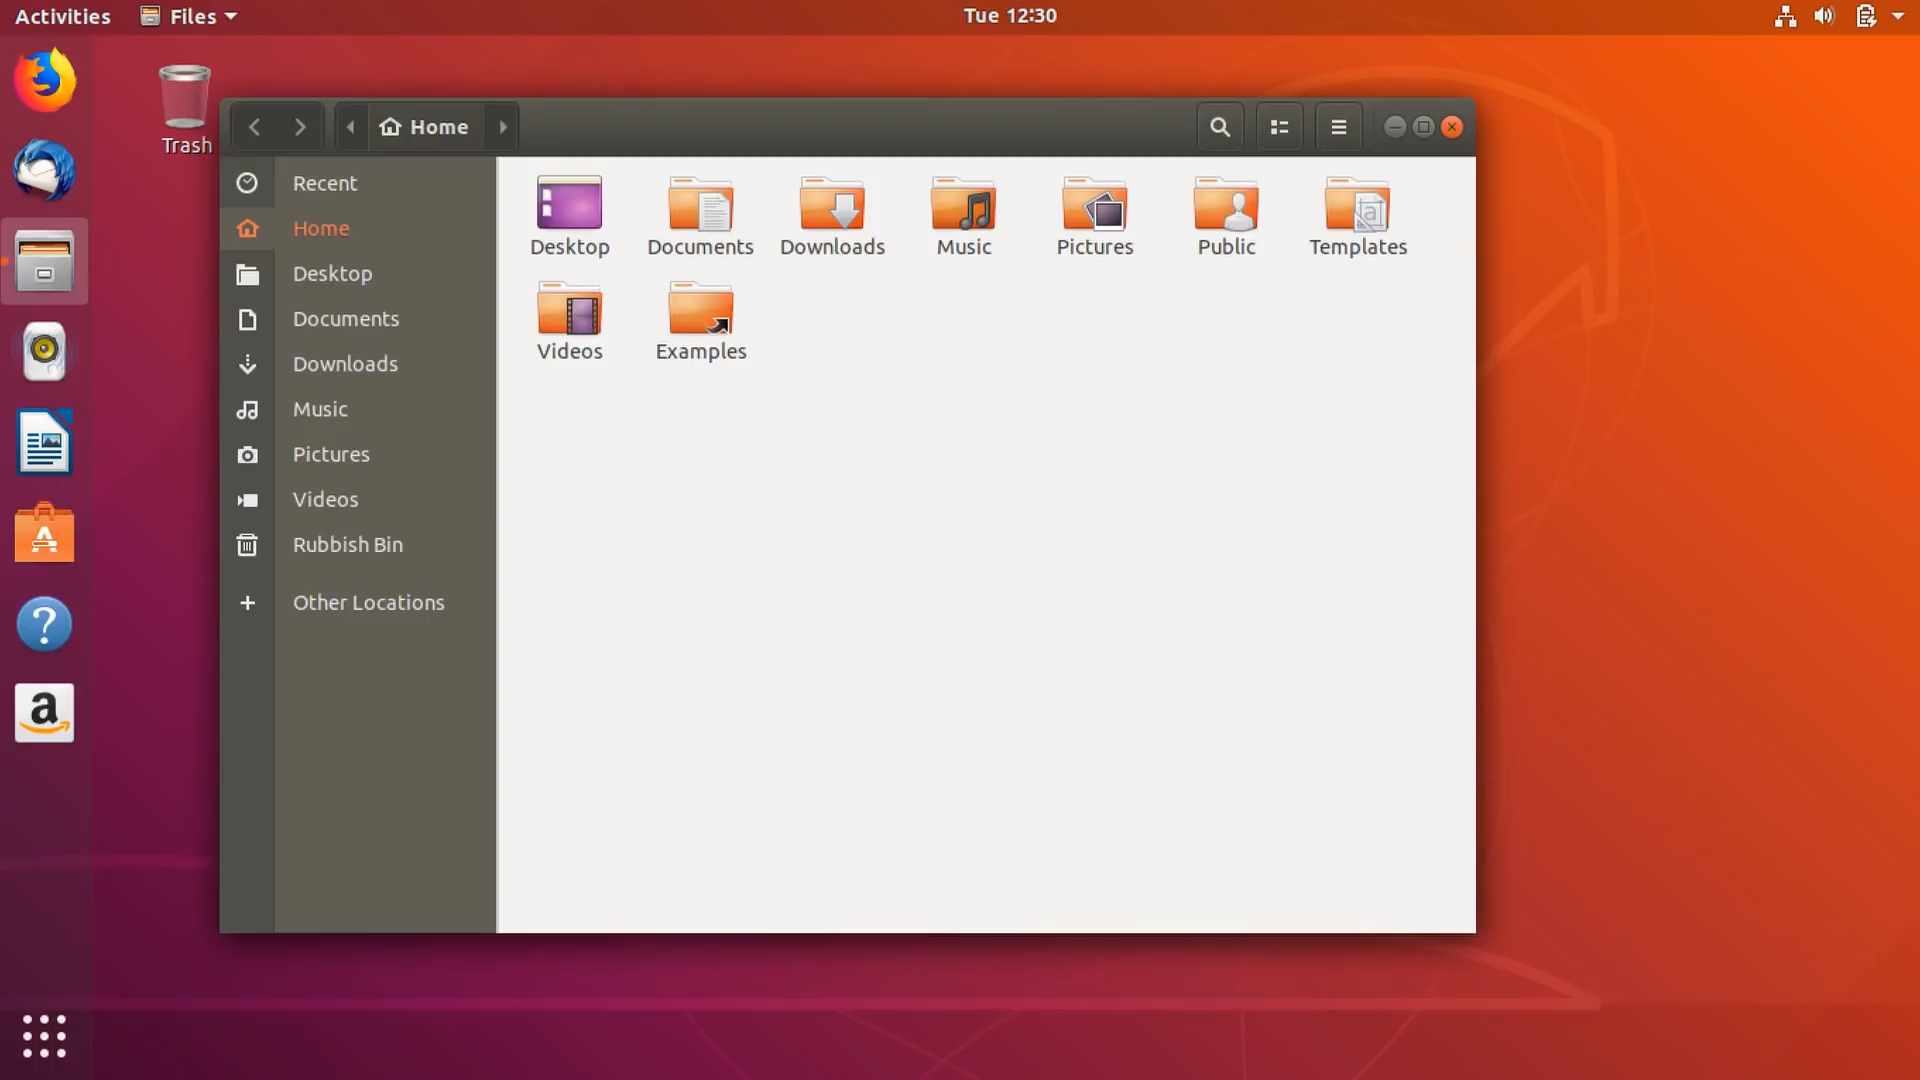 Activities Files Tue 12:30
Trash
Home
Recent
Home
Desktop
Documents
Downloads
Music
Pictures
Videos
Rubbish Bin
Other Locations
Desktop Documents Downloads Music Pictures Public Templates
Videos Examples